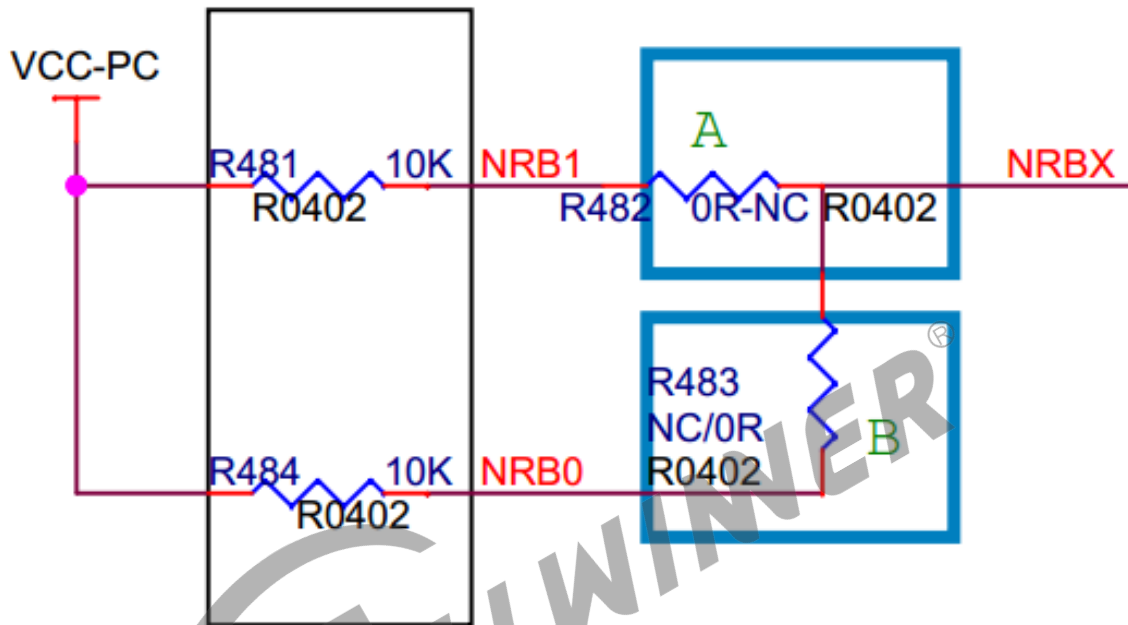 VCC-PC
R481 10K NRB1
R0402
A
R482 0R-NC R0402
NRBX
R483
NC/0R
R0402
B
R484 10K NRB0
R0402
WINNER®